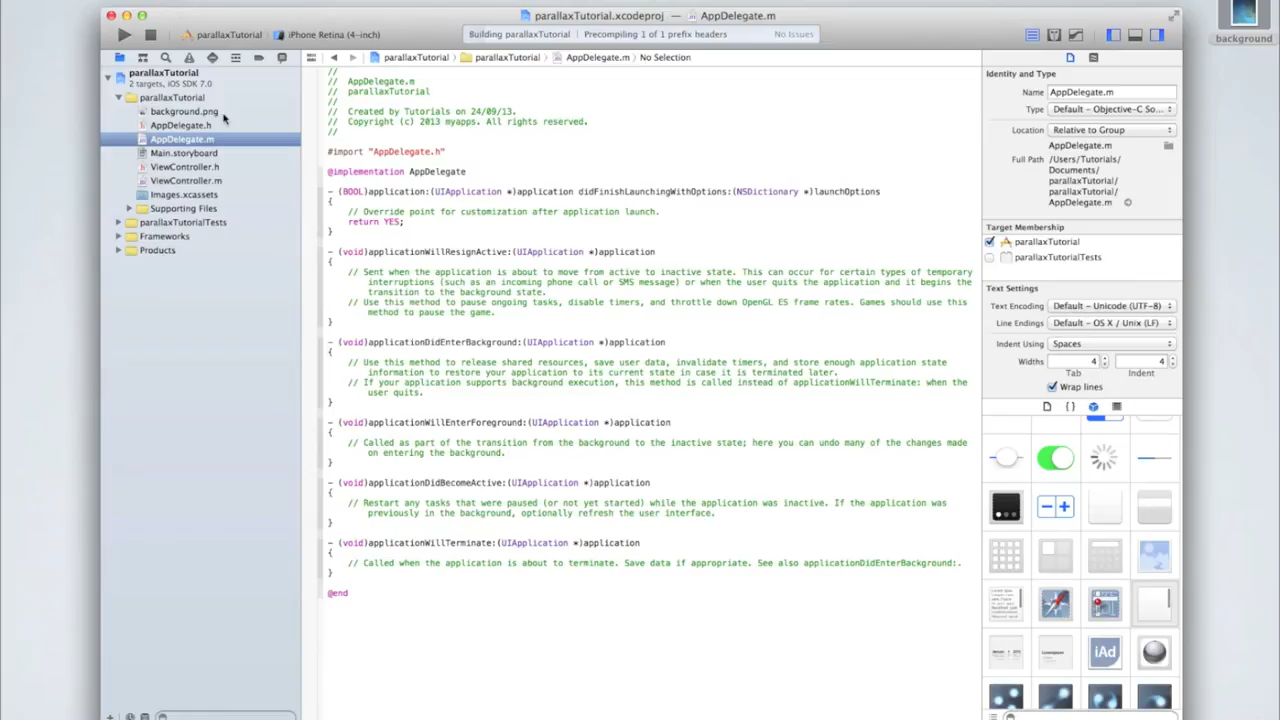 parallaxTutorial.xcodeproj — AppDelegate.m
parallaxTutorial
iPhone Retina (4-inch)
Building parallaxTutorial
Precompiling 1 of 1 prefix headers
No Issues
background
parallaxTutorial
2 targets, iOS SDK 7.0
parallaxTutorial
background.png
AppDelegate.h
AppDelegate.m
Main.storyboard
ViewController.h
ViewController.m
Images.xcassets
Supporting Files
parallaxTutorialTests
Frameworks
Products
parallaxTutorial
parallaxTutorial
AppDelegate.m
No Selection
//
//  AppDelegate.m
//  parallaxTutorial
//
//  Created by Tutorials on 24/09/13.
//  Copyright (c) 2013 myapps. All rights reserved.
//
#import "AppDelegate.h"
@implementation AppDelegate
- (BOOL)application:(UIApplication *)application didFinishLaunchingWithOptions:(NSDictionary *)launchOptions
{
// Override point for customization after application launch.
return YES;
}
- (void)applicationWillResignActive:(UIApplication *)application
{
// Sent when the application is about to move from active to inactive state. This can occur for certain types of temporary
interruptions (such as an incoming phone call or SMS message) or when the user quits the application and it begins the
transition to the background state.
// Use this method to pause ongoing tasks, disable timers, and throttle down OpenGL ES frame rates. Games should use this
method to pause the game.
}
- (void)applicationDidEnterBackground:(UIApplication *)application
{
// Use this method to release shared resources, save user data, invalidate timers, and store enough application state
information to restore your application to its current state in case it is terminated later.
// If your application supports background execution, this method is called instead of applicationWillTerminate: when the
user quits.
}
- (void)applicationWillEnterForeground:(UIApplication *)application
{
// Called as part of the transition from the background to the inactive state; here you can undo many of the changes made
on entering the background.
}
- (void)applicationDidBecomeActive:(UIApplication *)application
{
// Restart any tasks that were paused (or not yet started) while the application was inactive. If the application was
previously in the background, optionally refresh the user interface.
}
- (void)applicationWillTerminate:(UIApplication *)application
{
// Called when the application is about to terminate. Save data if appropriate. See also applicationDidEnterBackground:.
}
@end
Identity and Type
Name AppDelegate.m
Type Default - Objective-C So...
Location Relative to Group
AppDelegate.m
Full Path /Users/Tutorials/
Documents/
parallaxTutorial/
parallaxTutorial/
AppDelegate.m
Target Membership
parallaxTutorial
parallaxTutorialTests
Text Settings
Text Encoding Default - Unicode (UTF-8)
Line Endings Default - OS X / Unix (LF)
Indent Using Spaces
Widths 4 4
Tab Indent
Wrap lines
{ }
iAd